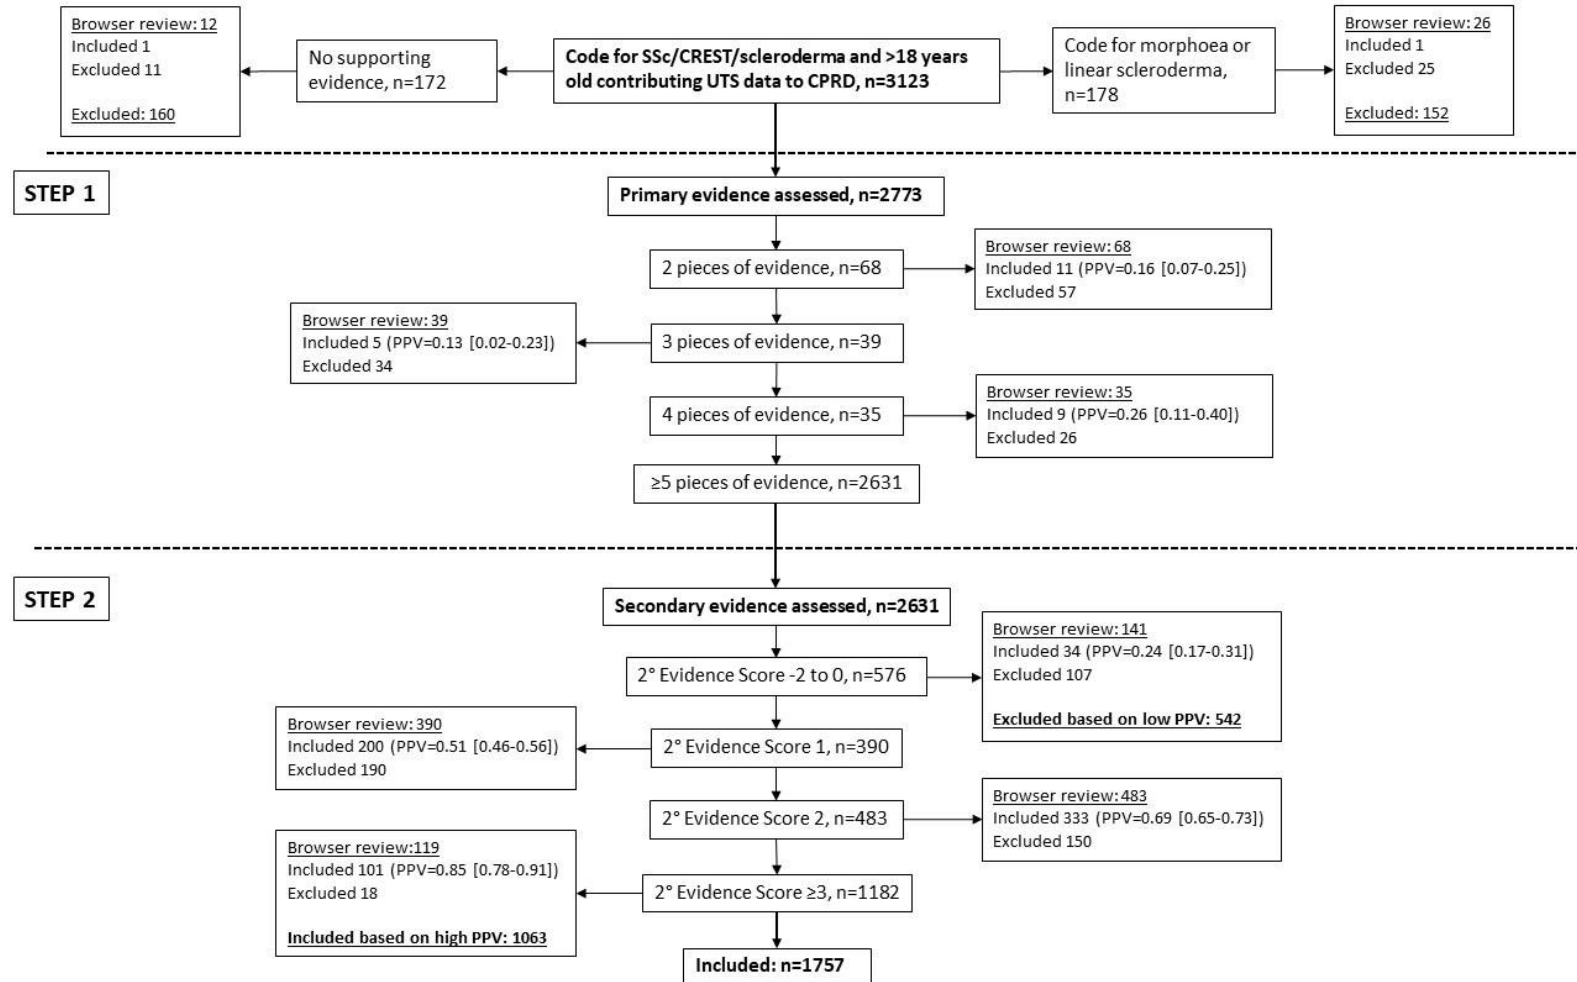 Browser review: 12
Included 1
Excluded 11
Excluded: 160
No supporting
evidence, n=172
Code for SSc/CREST/scleroderma and >18 years
old contributing UTS data to CPRD, n=3123
Code for morphoea or
linear scleroderma,
n=178
Browser review: 26
Included 1
Excluded 25
Excluded: 152
STEP 1
Primary evidence assessed, n=2773
2 pieces of evidence, n=68
Browser review: 68
Included 11 (PPV=0.16 [0.07-0.25])
Excluded 57
Browser review: 39
Included 5 (PPV=0.13 [0.02-0.23])
Excluded 34
3 pieces of evidence, n=39
4 pieces of evidence, n=35
Browser review: 35
Included 9 (PPV=0.26 [0.11-0.40])
Excluded 26
≥5 pieces of evidence, n=2631
STEP 2
Secondary evidence assessed, n=2631
2° Evidence Score -2 to 0, n=576
Browser review: 141
Included 34 (PPV=0.24 [0.17-0.31])
Excluded 107
Excluded based on low PPV: 542
Browser review: 390
Included 200 (PPV=0.51 [0.46-0.56])
Excluded 190
2° Evidence Score 1, n=390
2° Evidence Score 2, n=483
Browser review: 483
Included 333 (PPV=0.69 [0.65-0.73])
Excluded 150
Browser review: 119
Included 101 (PPV=0.85 [0.78-0.91])
Excluded 18
Included based on high PPV: 1063
2° Evidence Score ≥3, n=1182
Included: n=1757